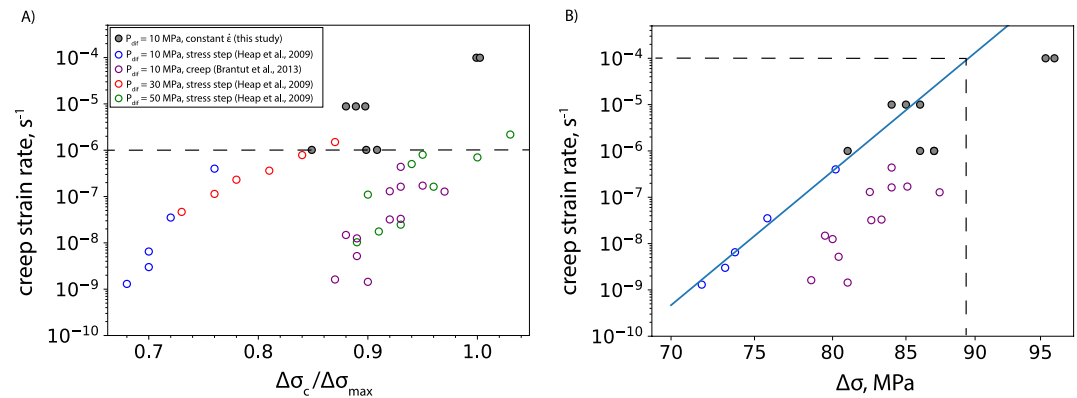 A)
P_dif = 10 MPa, constant ε̇ (this study)
P_dif = 10 MPa, stress step (Heap et al., 2009)
P_dif = 10 MPa, creep (Brantut et al., 2013)
P_dif = 30 MPa, stress step (Heap et al., 2009)
P_dif = 50 MPa, stress step (Heap et al., 2009)
creep strain rate, s⁻¹
10⁻⁴
10⁻⁵
10⁻⁶
10⁻⁷
10⁻⁸
10⁻⁹
10⁻¹⁰
0.7 0.8 0.9 1.0
Δσ_c/Δσ_max
B)
creep strain rate, s⁻¹
10⁻⁴
10⁻⁵
10⁻⁶
10⁻⁷
10⁻⁸
10⁻⁹
10⁻¹⁰
70 75 80 85 90 95
Δσ, MPa